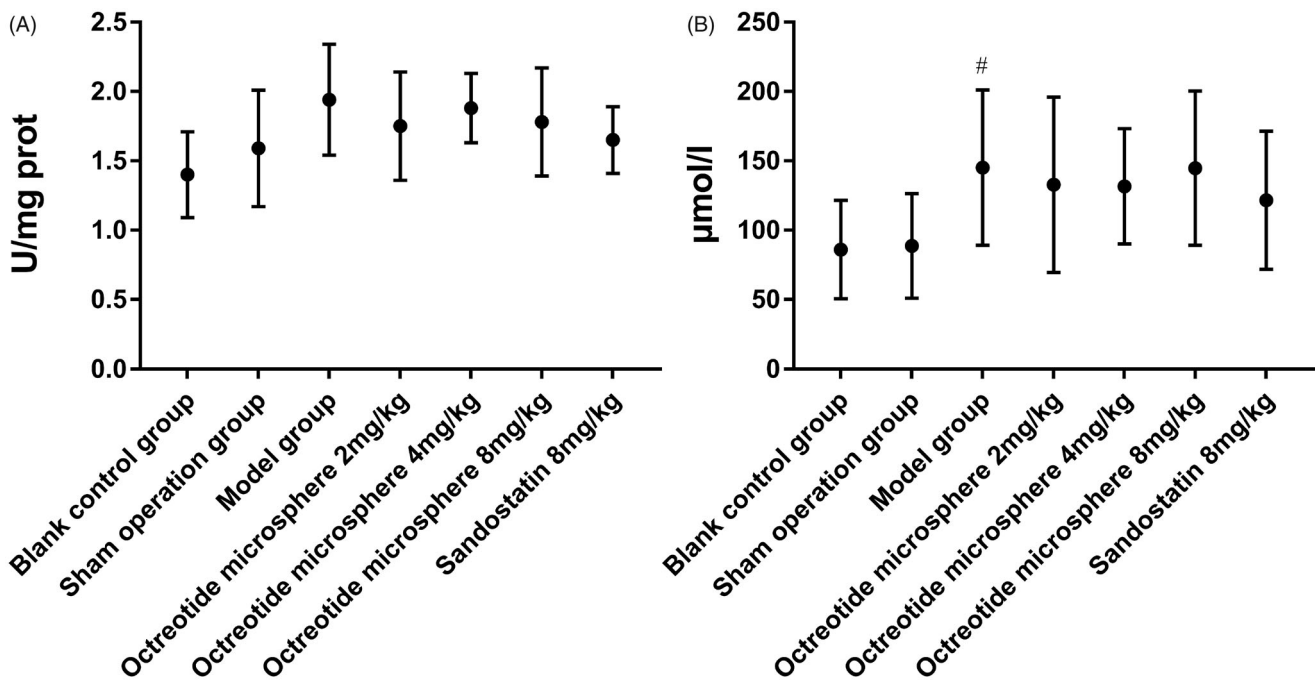 (A)
U/mg prot
2.5
2.0
1.5
1.0
0.5
0.0
Blank control group
Sham operation group
Model group
Octreotide microsphere 2mg/kg
Octreotide microsphere 4mg/kg
Octreotide microsphere 8mg/kg
Sandostatin 8mg/kg
(B)
µmol/l
250
200
150
100
50
0
#
Blank control group
Sham operation group
Model group
Octreotide microsphere 2mg/kg
Octreotide microsphere 4mg/kg
Octreotide microsphere 8mg/kg
Sandostatin 8mg/kg